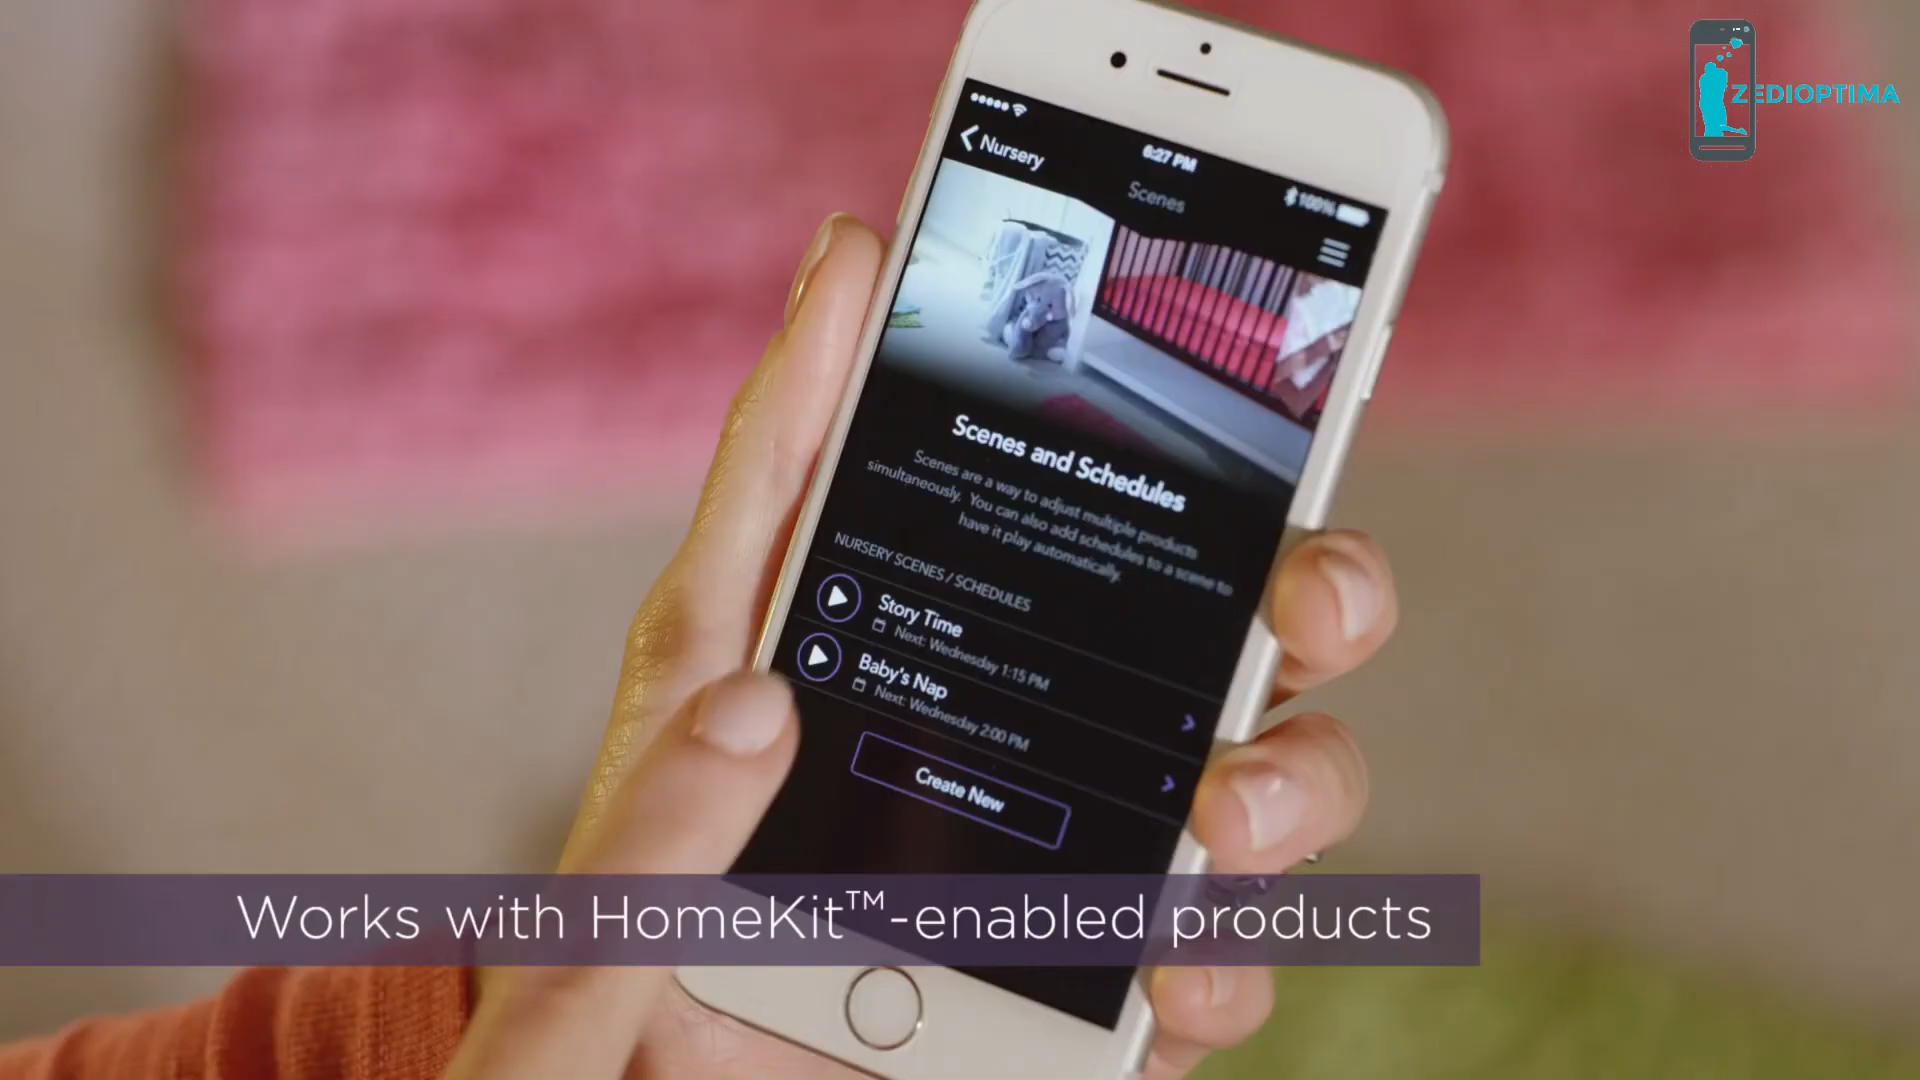 ZEDIOPTIMA
Nursery
6:27 PM
100%
Scenes
Scenes and Schedules
Scenes are a way to adjust multiple products
simultaneously. You can also add schedules to a scene to
have it play automatically.
NURSERY SCENES / SCHEDULES
Story Time
Next: Wednesday 1:15 PM
Baby's Nap
Next: Wednesday 2:00 PM
Create New
Works with HomeKit™-enabled products